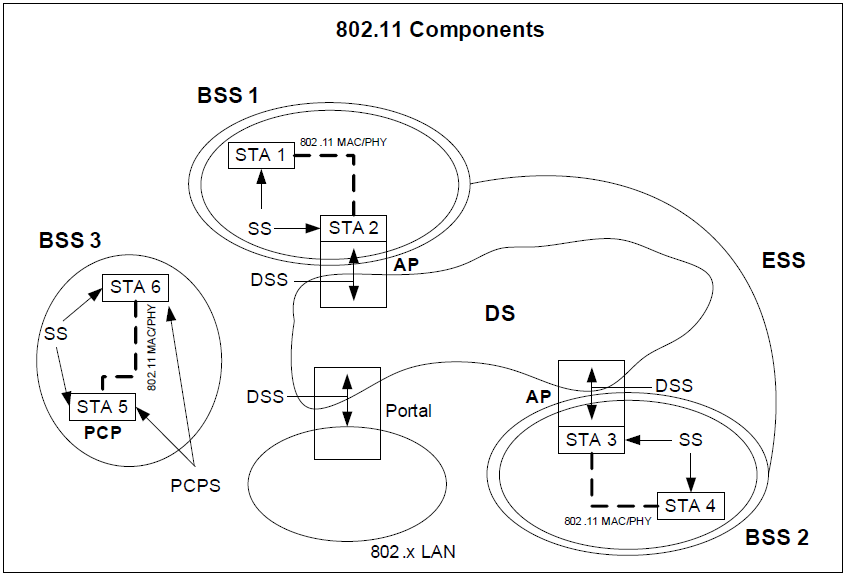 802.11 Components
BSS 1
802 .11 MAC/PHY
STA 1
SS
STA 2
DSS
AP
BSS 3
STA 6
SS
802.11 MAC/PHY
STA 5
PCP
PCPS
ESS
DS
DSS
Portal
802.x LAN
AP
DSS
STA 3
SS
STA 4
802 .11 MAC/PHY
BSS 2